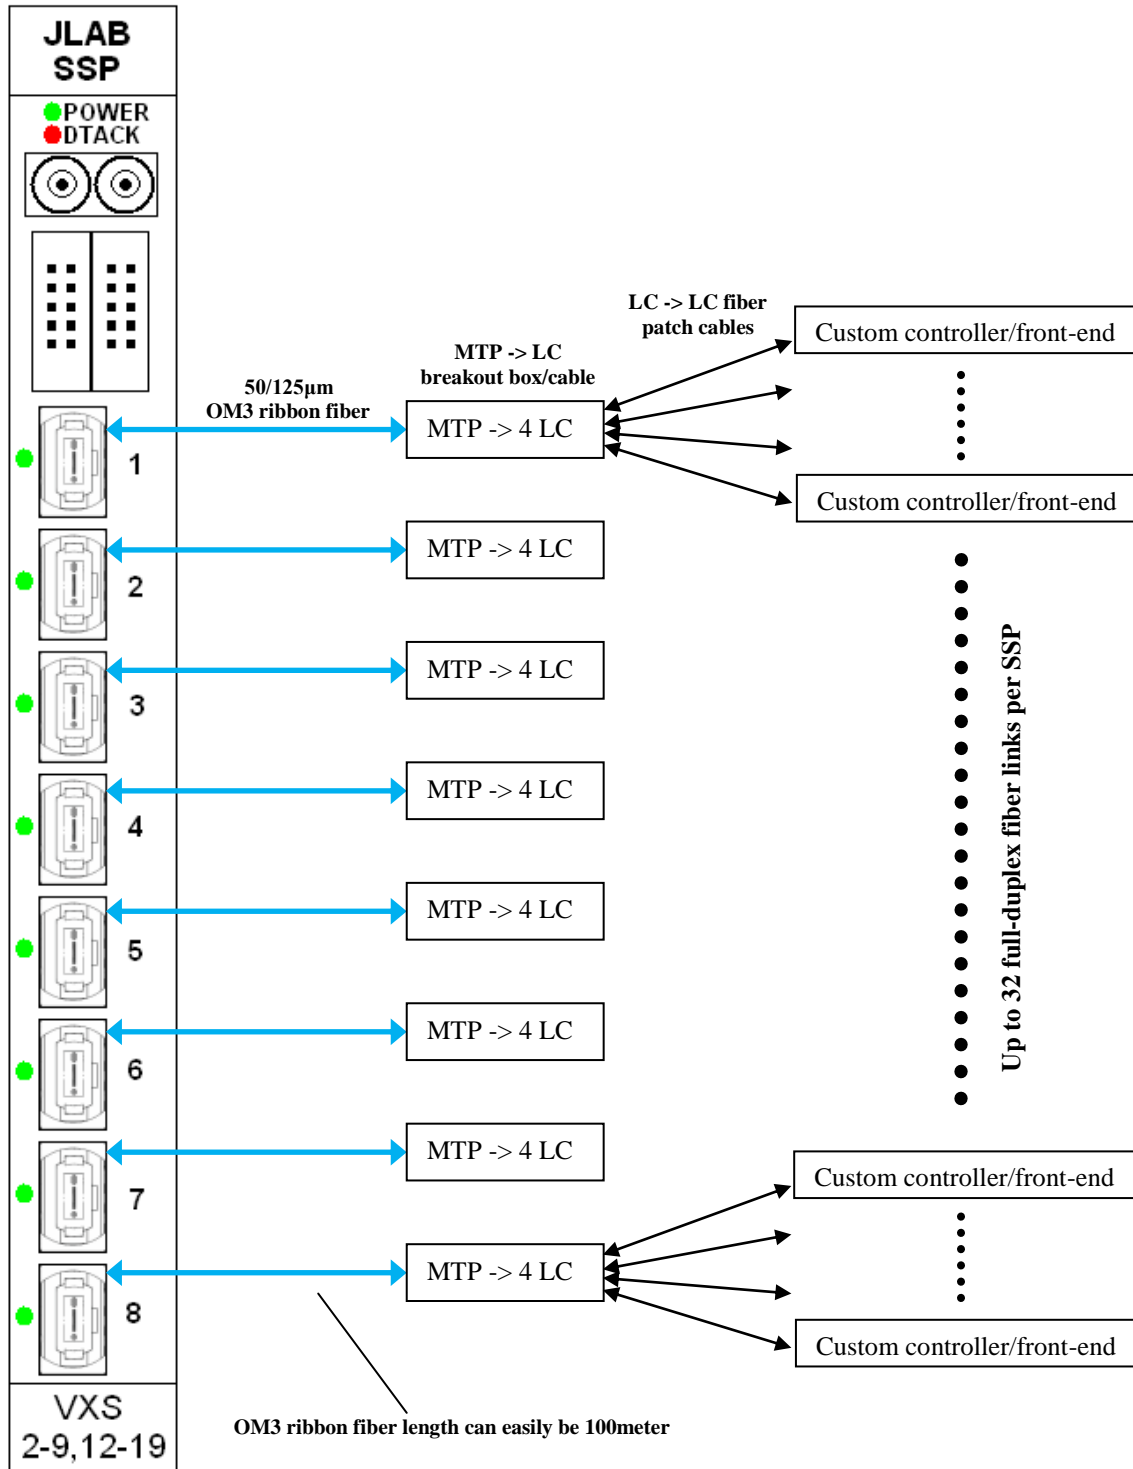 JLAB
SSP
POWER
DTACK
LC -> LC fiber
patch cables
Custom controller/front-end
MTP -> LC
breakout box/cable
50/125µm
OM3 ribbon fiber
MTP -> 4 LC
1
Custom controller/front-end
MTP -> 4 LC
2
MTP -> 4 LC
3
Up to 32 full-duplex fiber links per SSP
MTP -> 4 LC
4
MTP -> 4 LC
5
MTP -> 4 LC
6
MTP -> 4 LC
7
Custom controller/front-end
MTP -> 4 LC
8
Custom controller/front-end
VXS
2-9,12-19
OM3 ribbon fiber length can easily be 100meter